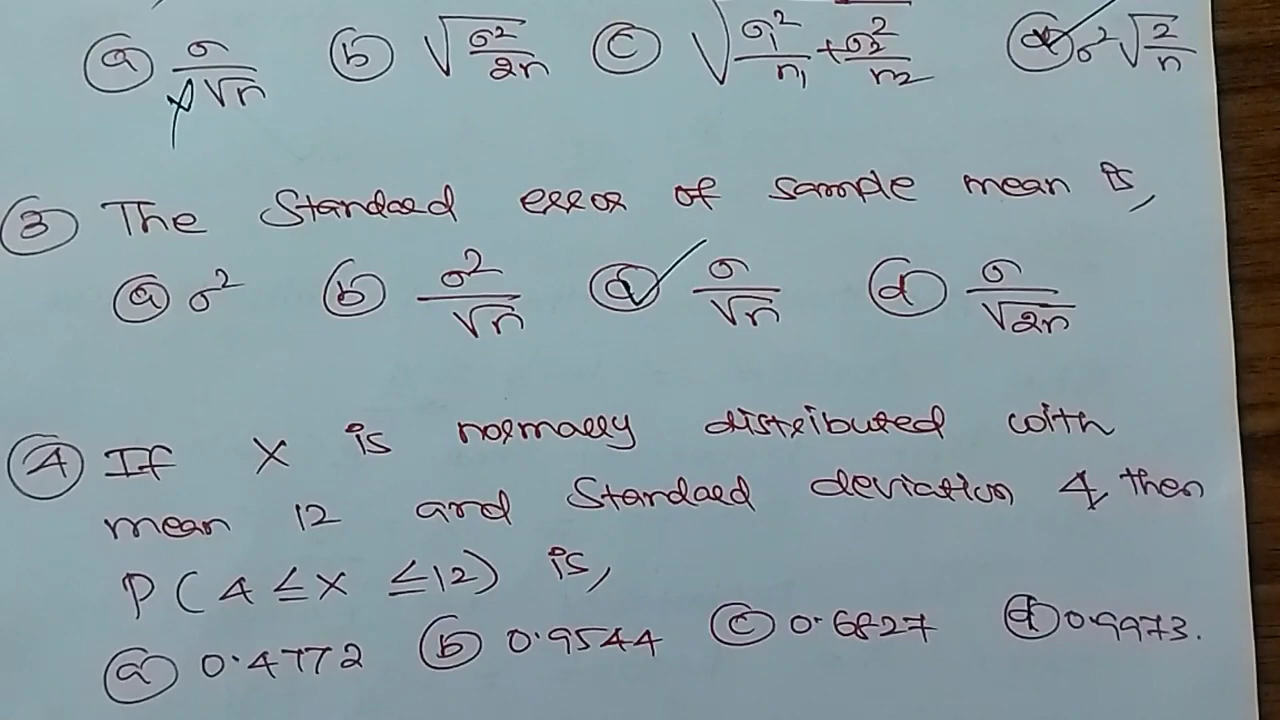 (a) σ/√n (b) √(σ²/2n) (c) √(σ₁²/n₁ + σ₂²/n₂) (d) σ²√(2/n)
(3) The Standard error of sample mean is,
(a) σ² (b) σ²/√n (c) σ/√n (d) σ/√2n
(4) If X is normally distributed with
mean 12 and Standard deviation 4, then
P(4 ≤ X ≤ 12) is,
(a) 0.4772 (b) 0.9544 (c) 0.6827 (d) 0.9973.